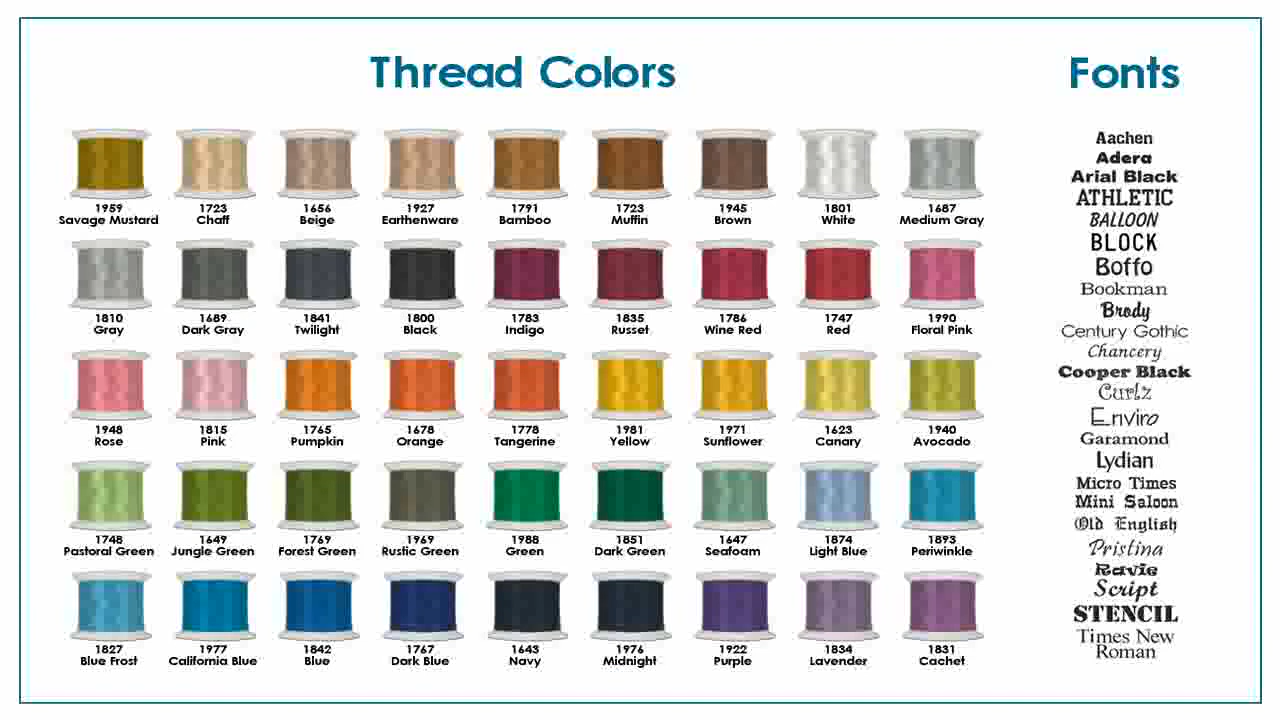 Thread Colors
Fonts
1959 1723 1656 1927 1791 1723 1945 1801 1687
Savage Mustard Chaff Beige Earthenware Bamboo Muffin Brown White Medium Gray
1810 1689 1841 1800 1783 1835 1786 1747 1990
Gray Dark Gray Twilight Black Indigo Russet Wine Red Red Floral Pink
1948 1815 1765 1678 1778 1981 1971 1623 1940
Rose Pink Pumpkin Orange Tangerine Yellow Sunflower Canary Avocado
1748 1649 1769 1969 1988 1851 1647 1874 1893
Pastoral Green Jungle Green Forest Green Rustic Green Green Dark Green Seafoam Light Blue Periwinkle
1827 1977 1842 1767 1643 1976 1922 1834 1831
Blue Frost California Blue Blue Dark Blue Navy Midnight Purple Lavender Cachet
Aachen
Adera
Arial Black
ATHLETIC
BALLOON
BLOCK
Boffo
Bookman
Brody
Century Gothic
Chancery
Cooper Black
Curlz
Enviro
Garamond
Lydian
Micro Times
Mini Saloon
Old English
Pristina
Ravie
Script
STENCIL
Times New
Roman